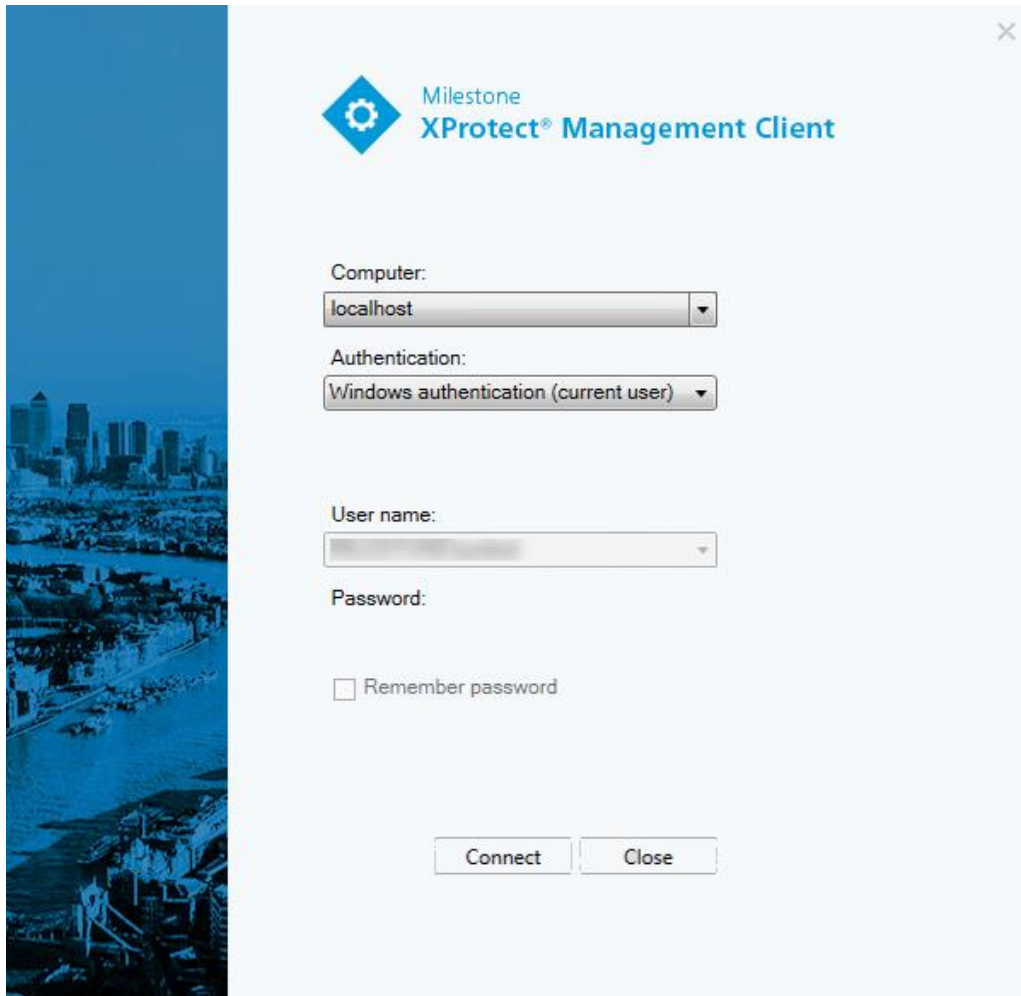 Milestone
XProtect® Management Client
Computer:
localhost
Authentication:
Windows authentication (current user)
User name:
Password:
Remember password
Connect
Close